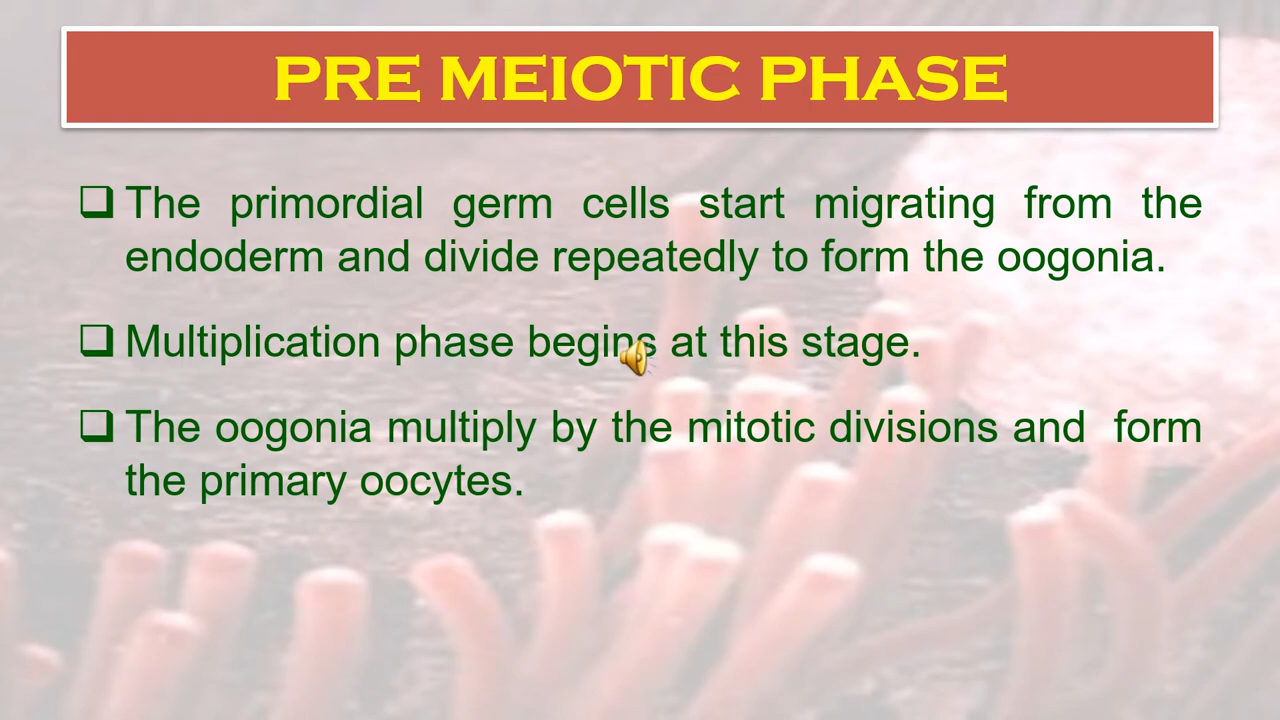 PRE MEIOTIC PHASE
The primordial germ cells start migrating from the
endoderm and divide repeatedly to form the oogonia.
Multiplication phase begins at this stage.
The oogonia multiply by the mitotic divisions and form
the primary oocytes.